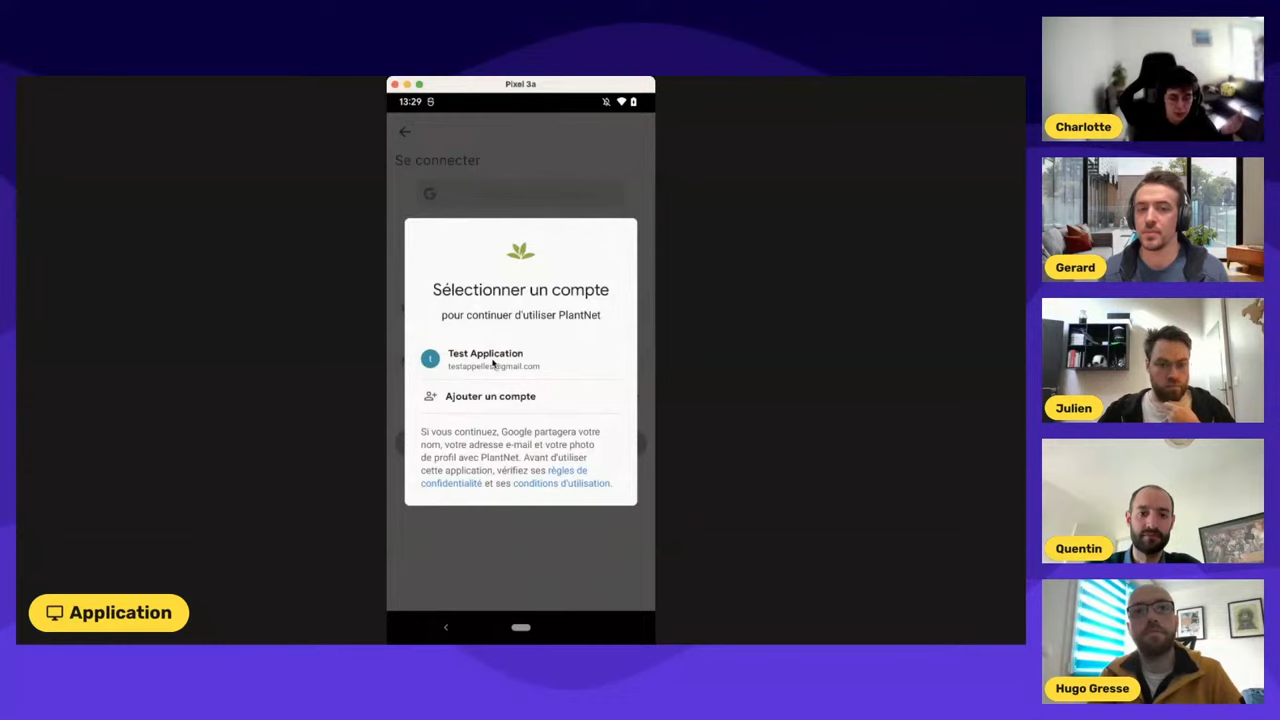 Pixel 3a
13:29
Se connecter
G
Sélectionner un compte
pour continuer d'utiliser PlantNet
t
Test Application
testappelles@gmail.com
Ajouter un compte
Si vous continuez, Google partagera votre
nom, votre adresse e-mail et votre photo
de profil avec PlantNet. Avant d'utiliser
cette application, vérifiez ses règles de
confidentialité et ses conditions d'utilisation.
Application
Charlotte
Gerard
Julien
Quentin
Hugo Gresse